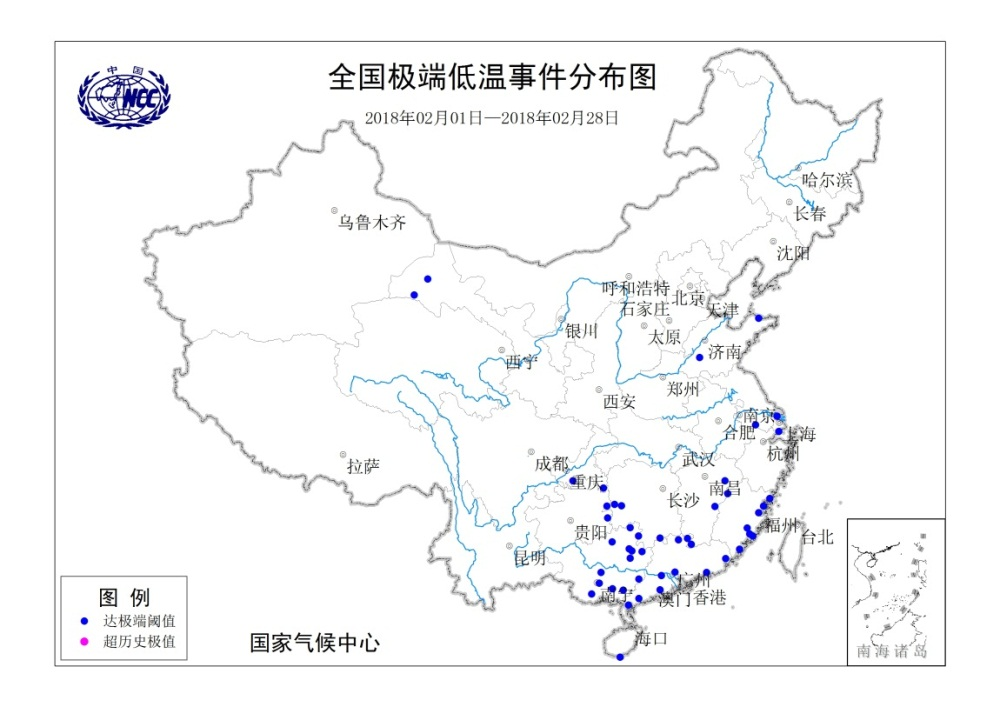 中 国
NCC
全国极端低温事件分布图
2018年02月01日—2018年02月28日
哈尔滨
长春
乌鲁木齐
沈阳
呼和浩特
北京
石家庄
天津
银川
太原
济南
西宁
郑州
西安
南京
合肥
上海
杭州
拉萨
成都
武汉
重庆
南昌
长沙
福州
贵阳
台北
昆明
广州
南宁
澳门
香港
海口
图 例
达极端阈值
超历史极值
国家气候中心
南海诸岛